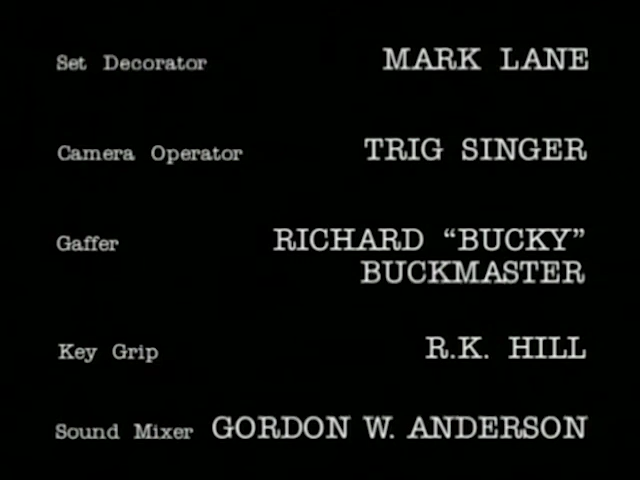 Set Decorator MARK LANE
Camera Operator TRIG SINGER
Gaffer RICHARD “BUCKY”
BUCKMASTER
Key Grip R.K. HILL
Sound Mixer GORDON W. ANDERSON